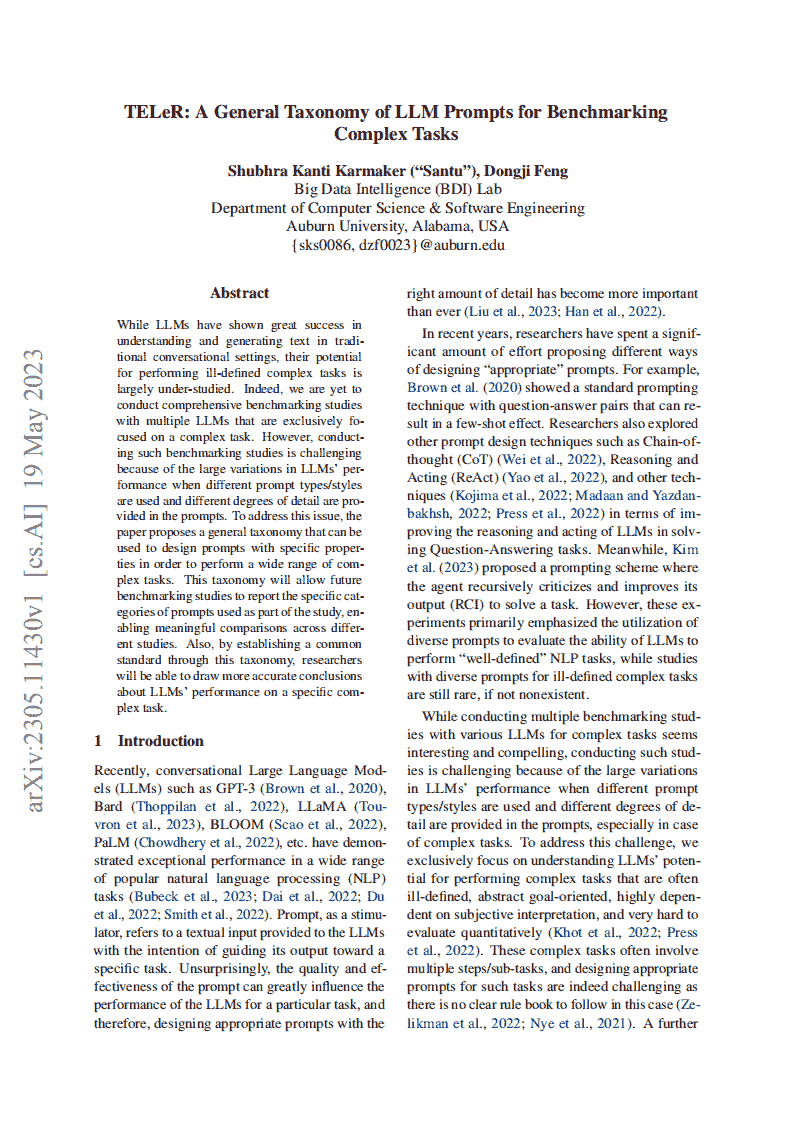 TELeR: A General Taxonomy of LLM Prompts for Benchmarking
Complex Tasks
Shubhra Kanti Karmaker (“Santu”), Dongji Feng
Big Data Intelligence (BDI) Lab
Department of Computer Science & Software Engineering
Auburn University, Alabama, USA
{sks0086, dzf0023}@auburn.edu
arXiv:2305.11430v1 [cs.AI] 19 May 2023
Abstract
While LLMs have shown great success in
understanding and generating text in tradi-
tional conversational settings, their potential
for performing ill-defined complex tasks is
largely under-studied. Indeed, we are yet to
conduct comprehensive benchmarking studies
with multiple LLMs that are exclusively fo-
cused on a complex task. However, conduct-
ing such benchmarking studies is challenging
because of the large variations in LLMs’ per-
formance when different prompt types/styles
are used and different degrees of detail are pro-
vided in the prompts. To address this issue, the
paper proposes a general taxonomy that can be
used to design prompts with specific proper-
ties in order to perform a wide range of com-
plex tasks. This taxonomy will allow future
benchmarking studies to report the specific cat-
egories of prompts used as part of the study, en-
abling meaningful comparisons across differ-
ent studies. Also, by establishing a common
standard through this taxonomy, researchers
will be able to draw more accurate conclusions
about LLMs’ performance on a specific com-
plex task.
1 Introduction
Recently, conversational Large Language Mod-
els (LLMs) such as GPT-3 (Brown et al., 2020),
Bard (Thoppilan et al., 2022), LLaMA (Tou-
vron et al., 2023), BLOOM (Scao et al., 2022),
PaLM (Chowdhery et al., 2022), etc. have demon-
strated exceptional performance in a wide range
of popular natural language processing (NLP)
tasks (Bubeck et al., 2023; Dai et al., 2022; Du
et al., 2022; Smith et al., 2022). Prompt, as a stimu-
lator, refers to a textual input provided to the LLMs
with the intention of guiding its output toward a
specific task. Unsurprisingly, the quality and ef-
fectiveness of the prompt can greatly influence the
performance of the LLMs for a particular task, and
therefore, designing appropriate prompts with the
right amount of detail has become more important
than ever (Liu et al., 2023; Han et al., 2022).
In recent years, researchers have spent a signif-
icant amount of effort proposing different ways
of designing “appropriate” prompts. For example,
Brown et al. (2020) showed a standard prompting
technique with question-answer pairs that can re-
sult in a few-shot effect. Researchers also explored
other prompt design techniques such as Chain-of-
thought (CoT) (Wei et al., 2022), Reasoning and
Acting (ReAct) (Yao et al., 2022), and other tech-
niques (Kojima et al., 2022; Madaan and Yazdan-
bakhsh, 2022; Press et al., 2022) in terms of im-
proving the reasoning and acting of LLMs in solv-
ing Question-Answering tasks. Meanwhile, Kim
et al. (2023) proposed a prompting scheme where
the agent recursively criticizes and improves its
output (RCI) to solve a task. However, these ex-
periments primarily emphasized the utilization of
diverse prompts to evaluate the ability of LLMs to
perform “well-defined” NLP tasks, while studies
with diverse prompts for ill-defined complex tasks
are still rare, if not nonexistent.
While conducting multiple benchmarking stud-
ies with various LLMs for complex tasks seems
interesting and compelling, conducting such stud-
ies is challenging because of the large variations
in LLMs’ performance when different prompt
types/styles are used and different degrees of de-
tail are provided in the prompts, especially in case
of complex tasks. To address this challenge, we
exclusively focus on understanding LLMs’ poten-
tial for performing complex tasks that are often
ill-defined, abstract goal-oriented, highly depen-
dent on subjective interpretation, and very hard to
evaluate quantitatively (Khot et al., 2022; Press
et al., 2022). These complex tasks often involve
multiple steps/sub-tasks, and designing appropriate
prompts for such tasks are indeed challenging as
there is no clear rule book to follow in this case (Ze-
likman et al., 2022; Nye et al., 2021). A further